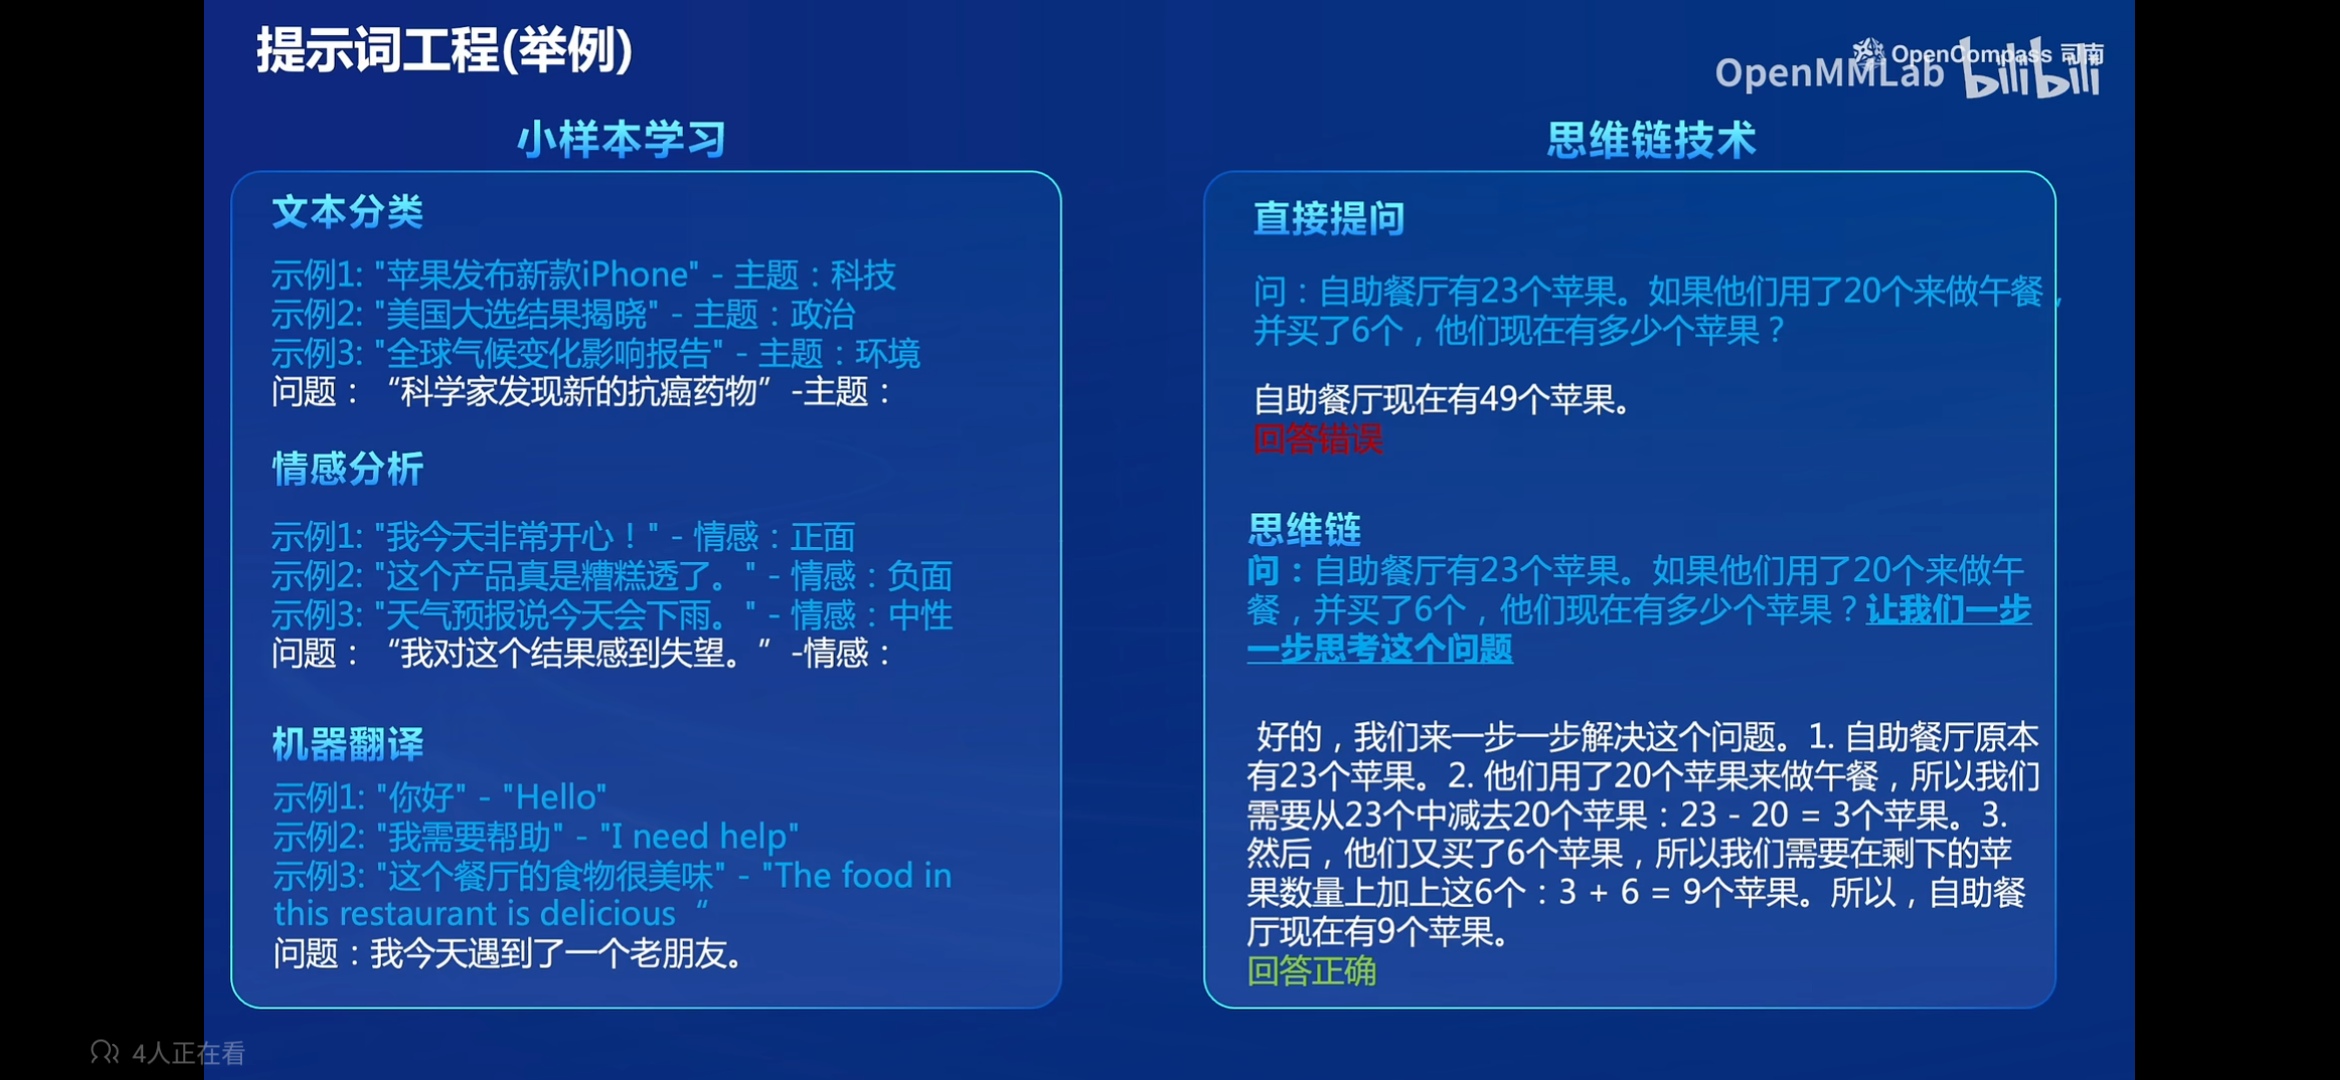 提示词工程(举例)
OpenCompass 司南
OpenMMLab bilibili
小样本学习
文本分类
示例1: "苹果发布新款iPhone" - 主题：科技
示例2: "美国大选结果揭晓" - 主题：政治
示例3: "全球气候变化影响报告" - 主题：环境
问题：“科学家发现新的抗癌药物” -主题：
情感分析
示例1: "我今天非常开心！" - 情感：正面
示例2: "这个产品真是糟糕透了。" - 情感：负面
示例3: "天气预报说今天会下雨。" - 情感：中性
问题：“我对这个结果感到失望。” -情感：
机器翻译
示例1: "你好" - "Hello"
示例2: "我需要帮助" - "I need help"
示例3: "这个餐厅的食物很美味" - "The food in
this restaurant is delicious “
问题：我今天遇到了一个老朋友。
思维链技术
直接提问
问：自助餐厅有23个苹果。如果他们用了20个来做午餐，
并买了6个，他们现在有多少个苹果？
自助餐厅现在有49个苹果。
回答错误
思维链
问：自助餐厅有23个苹果。如果他们用了20个来做午
餐，并买了6个，他们现在有多少个苹果？让我们一步
一步思考这个问题
好的，我们来一步一步解决这个问题。1. 自助餐厅原本
有23个苹果。2. 他们用了20个苹果来做午餐，所以我们
需要从23个中减去20个苹果：23 - 20 = 3个苹果。3.
然后，他们又买了6个苹果，所以我们需要在剩下的苹
果数量上加上这6个：3 + 6 = 9个苹果。所以，自助餐
厅现在有9个苹果。
回答正确
4人正在看